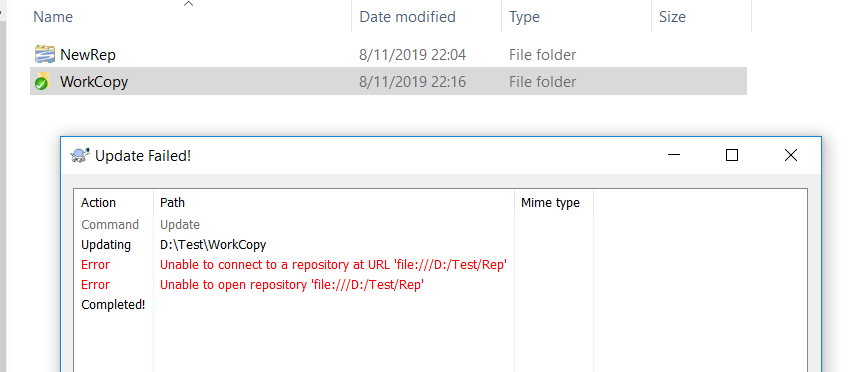 Name Date modified Type Size
NewRep 8/11/2019 22:04 File folder
WorkCopy 8/11/2019 22:16 File folder
Update Failed!
Action Path Mime type
Command Update
Updating D:\Test\WorkCopy
Error Unable to connect to a repository at URL 'file:///D:/Test/Rep'
Error Unable to open repository 'file:///D:/Test/Rep'
Completed!